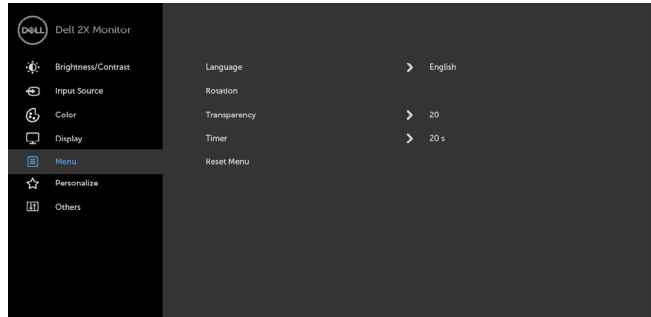 DELL Dell 2X Monitor
Brightness/Contrast
Input Source
Color
Display
Menu
Personalize
Others
Language English
Rotation
Transparency 20
Timer 20 s
Reset Menu